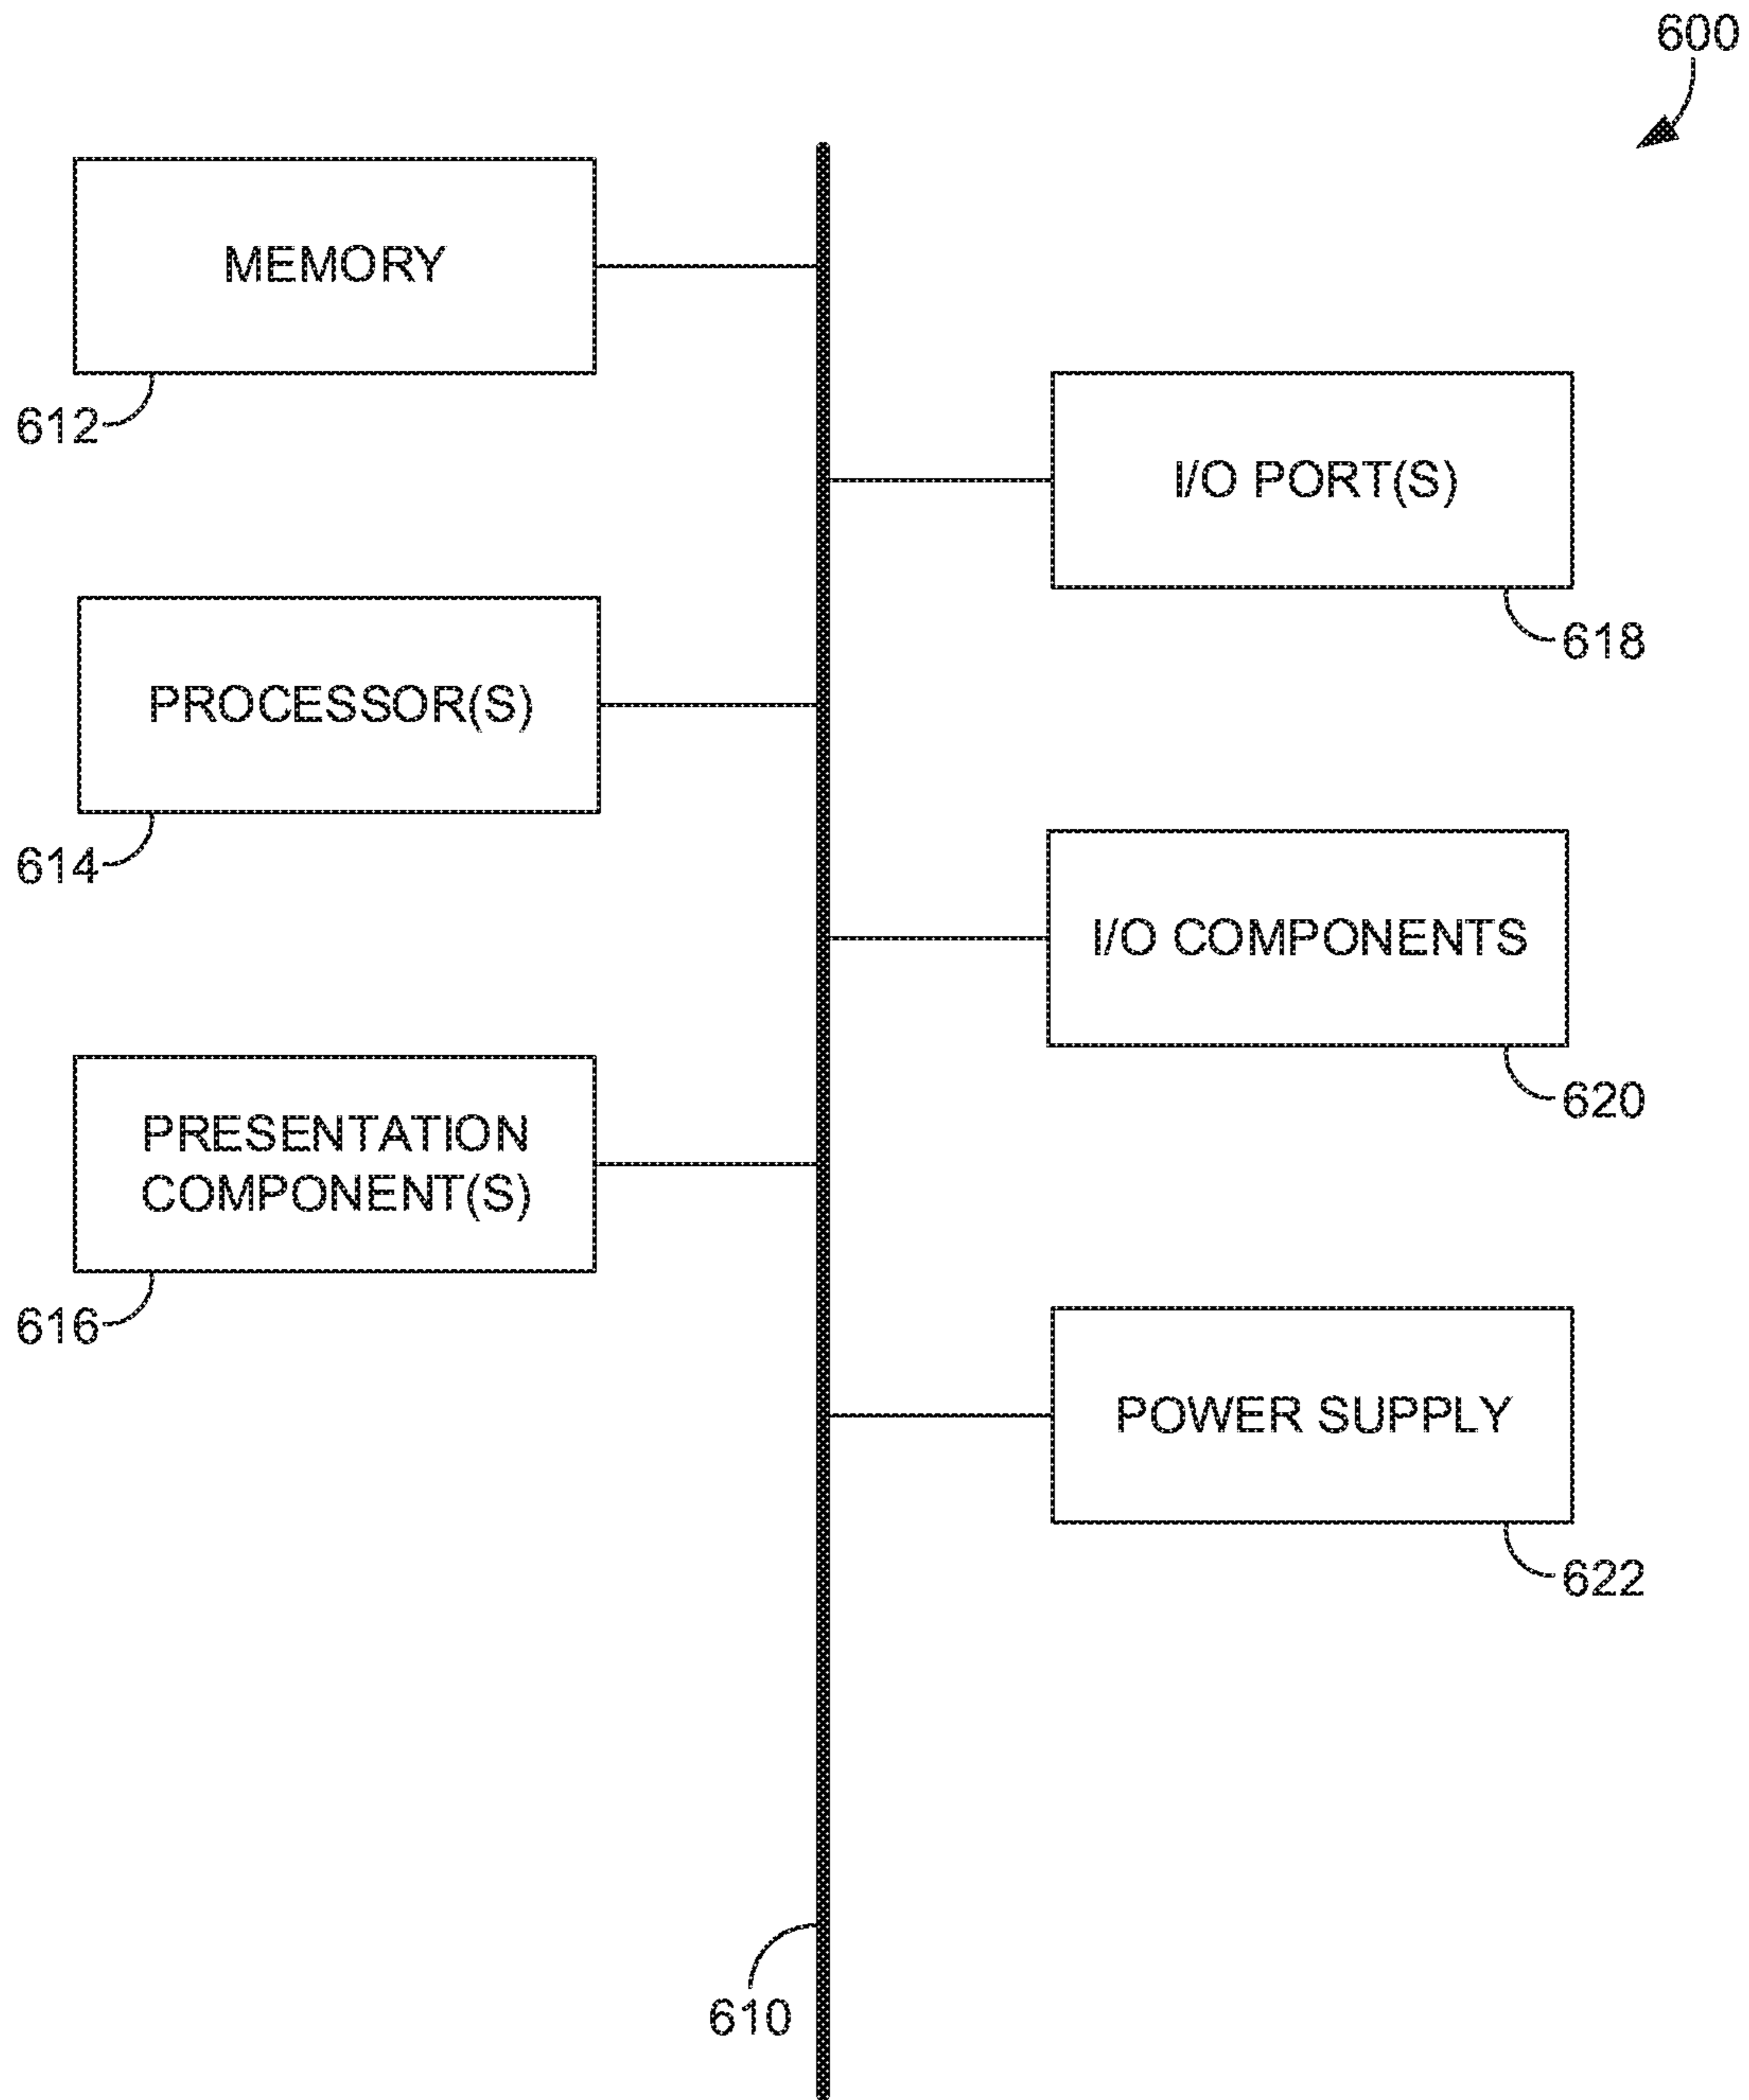 600
MEMORY
612
I/O PORT(S)
618
PROCESSOR(S)
614
I/O COMPONENTS
620
PRESENTATION
COMPONENT(S)
616
POWER SUPPLY
622
610